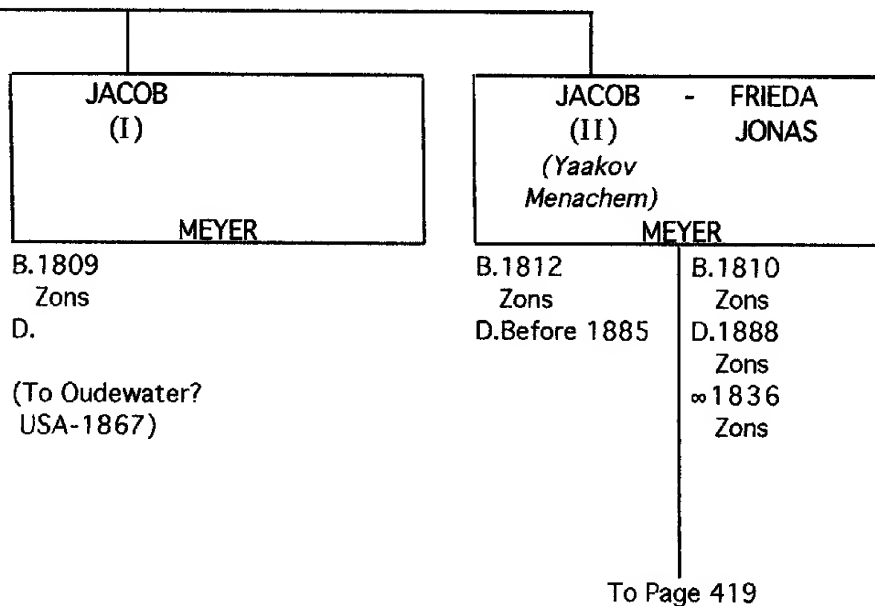 JACOB
(I)
MEYER
B.1809
Zons
D.
(To Oudewater?
USA-1867)
JACOB - FRIEDA
(II) JONAS
(Yaakov
Menachem)
MEYER
B.1812
Zons
D.Before 1885
B.1810
Zons
D.1888
Zons
∞1836
Zons
To Page 419